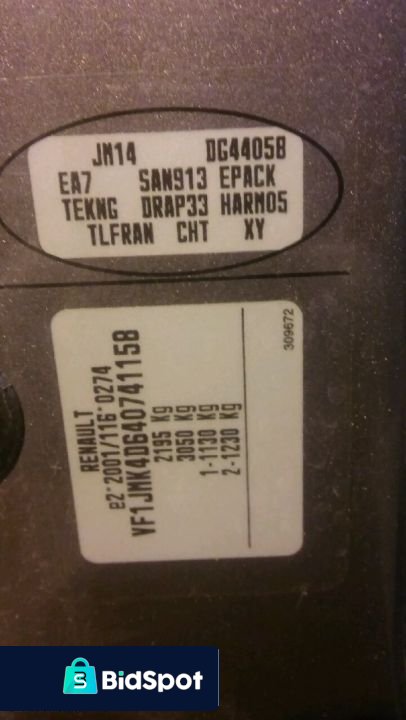 JM14 DG44058
EA7 SAN913 EPACK
TEKNG DRAP33 HARM05
TLFRAN CHT XY
RENAULT
e2*2001/116*0274
VF1JMK4D640741158
2195 Kg
3050 Kg
1-1130 Kg
2-1230 Kg
309672
BidSpot